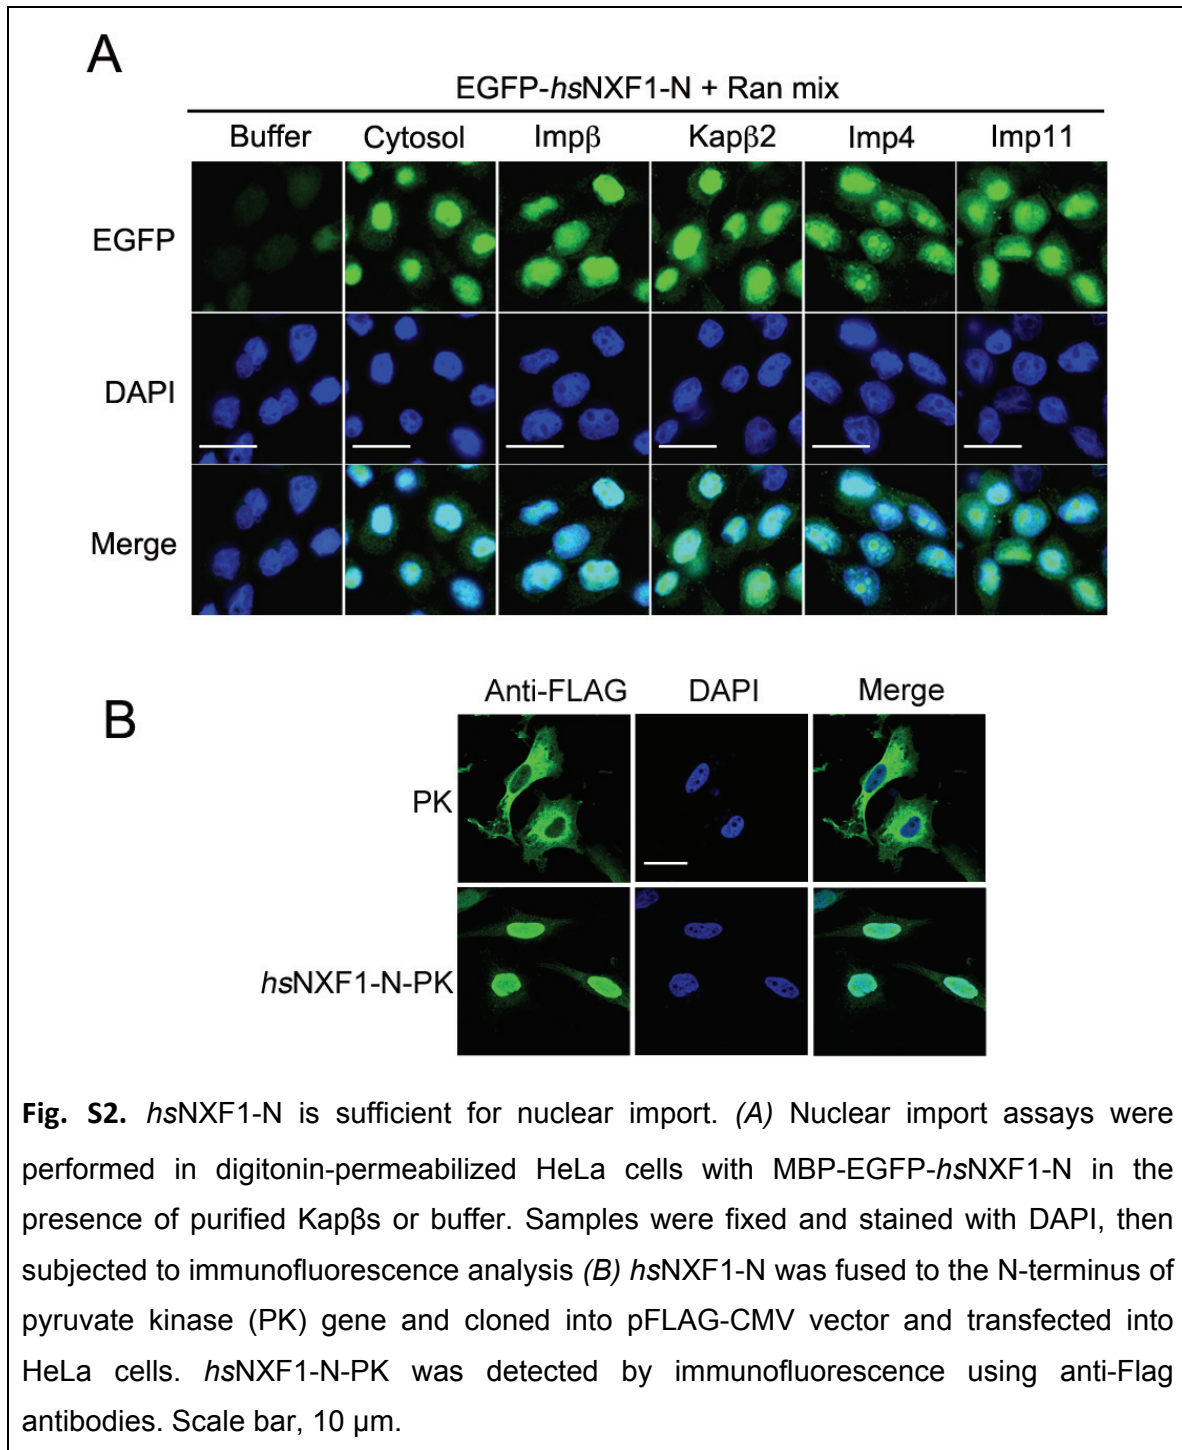 A
EGFP-hsNXF1-N + Ran mix
Buffer Cytosol Impβ Kapβ2 Imp4 Imp11
EGFP
DAPI
Merge
B
Anti-FLAG DAPI Merge
PK
hsNXF1-N-PK
Fig. S2. hsNXF1-N is sufficient for nuclear import. (A) Nuclear import assays were
performed in digitonin-permeabilized HeLa cells with MBP-EGFP-hsNXF1-N in the
presence of purified Kapβs or buffer. Samples were fixed and stained with DAPI, then
subjected to immunofluorescence analysis (B) hsNXF1-N was fused to the N-terminus of
pyruvate kinase (PK) gene and cloned into pFLAG-CMV vector and transfected into
HeLa cells. hsNXF1-N-PK was detected by immunofluorescence using anti-Flag
antibodies. Scale bar, 10 μm.